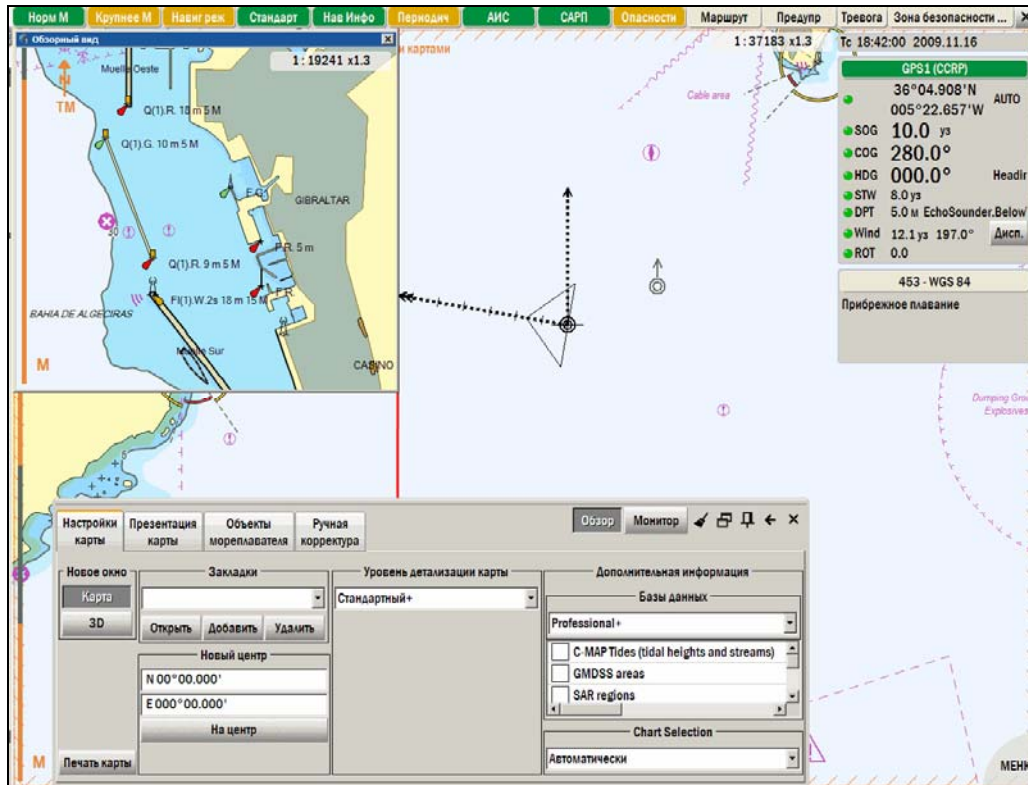 Норм М Крупнее М Навиг реж Стандарт Нав Инфо Периодич АИС САРП Опасности Маршрут Предупр Тревога Зона безопасности ...
Обзорный вид
и картами
1:19241 x1.3
1:37183 x1.3
Tc 18:42:00 2009.11.16
GPS1 (CCRP)
36°04.908'N
005°22.657'W
AUTO
SOG 10.0 уз
COG 280.0°
HDG 000.0° Headin
STW 8.0 уз
DPT 5.0 м EchoSounder.Below
Wind 12.1 уз 197.0° Дисп.
ROT 0.0
453 - WGS 84
Прибрежное плавание
Muelle Oeste
N
TM
Q(1).R. 18 m 5 M
Q(1).G. 10 m 5 M
F.G.
GIBRALTAR
30
F.R. 5 m
Q(1).R. 9 m 5 M
F.R.
Fl(1).W.2s 18 m 15 M
BAHIA DE ALGECIRAS
Muelle Sur
CASINO
M
Cable area
Dumping Grou
Explosives
5
Настройки карты
Презентация карты
Объекты мореплавателя
Ручная корректура
Обзор
Монитор
Новое окно
Карта
3D
Печать карты
Закладки
Открыть Добавить Удалить
Новый центр
N 00°00.000'
E 000°00.000'
На центр
Уровень детализации карты
Стандартный+
Дополнительная информация
Базы данных
Professional+
C-MAP Tides (tidal heights and streams)
GMDSS areas
SAR regions
Chart Selection
Автоматически
M
МЕНЮ